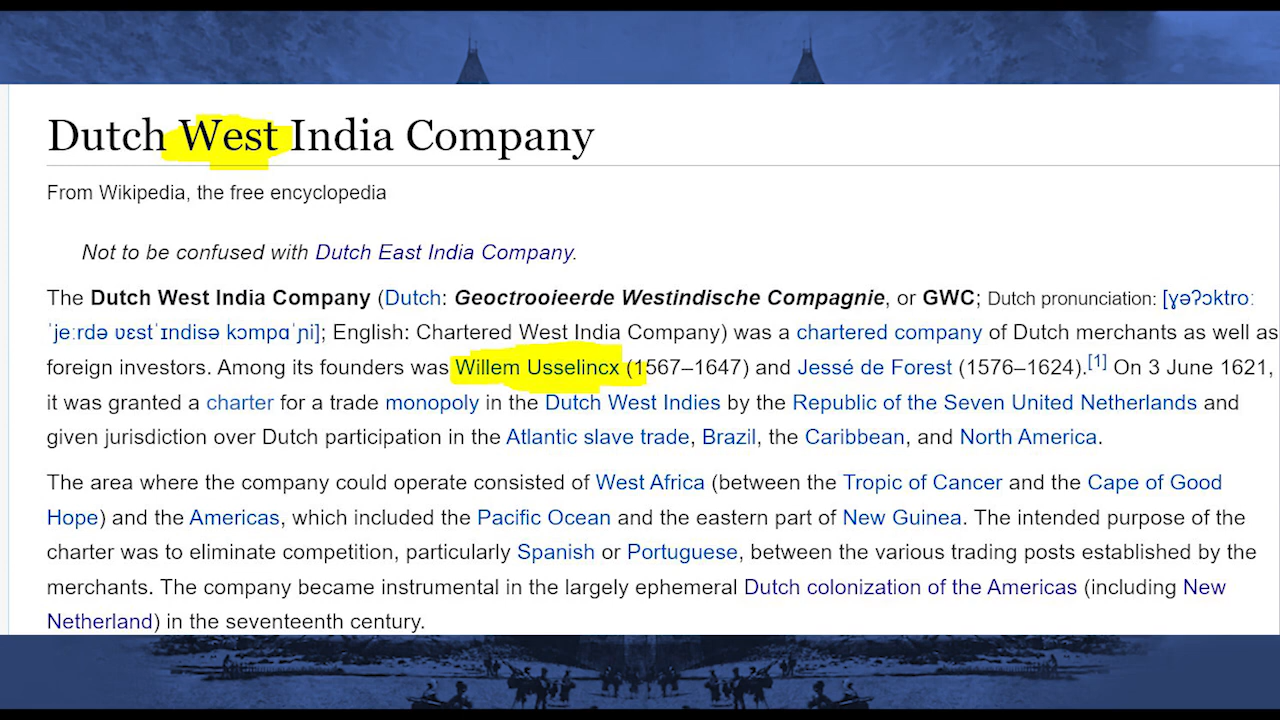 Dutch West India Company
From Wikipedia, the free encyclopedia
Not to be confused with Dutch East India Company.
The Dutch West India Company (Dutch: Geoctrooieerde Westindische Compagnie, or GWC; Dutch pronunciation: [ɣəʔɔktroː
ˈjeːrdə ʋɛstˈɪndisə kɔmpɑˈɲi]; English: Chartered West India Company) was a chartered company of Dutch merchants as well as
foreign investors. Among its founders was Willem Usselincx (1567–1647) and Jessé de Forest (1576–1624).[1] On 3 June 1621,
it was granted a charter for a trade monopoly in the Dutch West Indies by the Republic of the Seven United Netherlands and
given jurisdiction over Dutch participation in the Atlantic slave trade, Brazil, the Caribbean, and North America.
The area where the company could operate consisted of West Africa (between the Tropic of Cancer and the Cape of Good
Hope) and the Americas, which included the Pacific Ocean and the eastern part of New Guinea. The intended purpose of the
charter was to eliminate competition, particularly Spanish or Portuguese, between the various trading posts established by the
merchants. The company became instrumental in the largely ephemeral Dutch colonization of the Americas (including New
Netherland) in the seventeenth century.